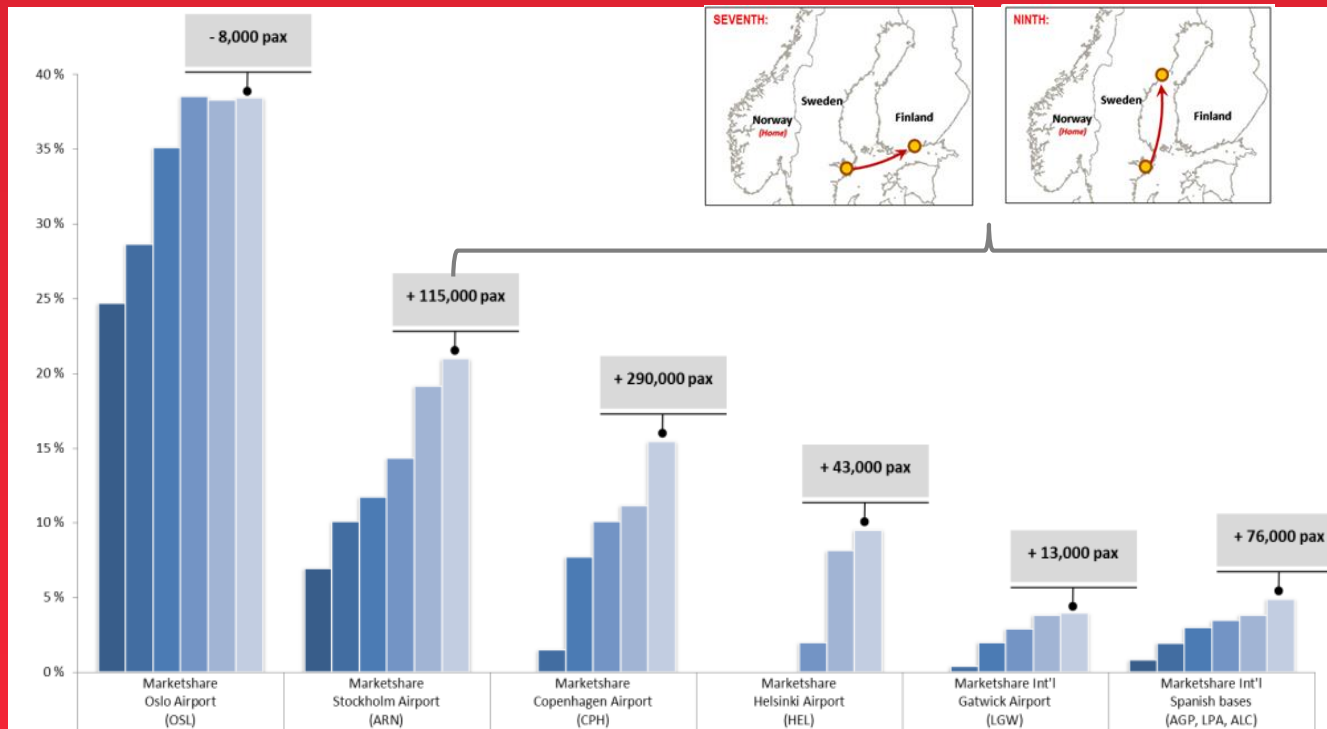 SEVENTH:
Norway
(Home)
Sweden
Finland
NINTH:
Norway
(Home)
Sweden
Finland
- 8,000 pax
+ 115,000 pax
+ 290,000 pax
+ 43,000 pax
+ 13,000 pax
+ 76,000 pax
40 %
35 %
30 %
25 %
20 %
15 %
10 %
5 %
0 %
Marketshare
Oslo Airport
(OSL)
Marketshare
Stockholm Airport
(ARN)
Marketshare
Copenhagen Airport
(CPH)
Marketshare
Helsinki Airport
(HEL)
Marketshare Int'l
Gatwick Airport
(LGW)
Marketshare Int'l
Spanish bases
(AGP, LPA, ALC)